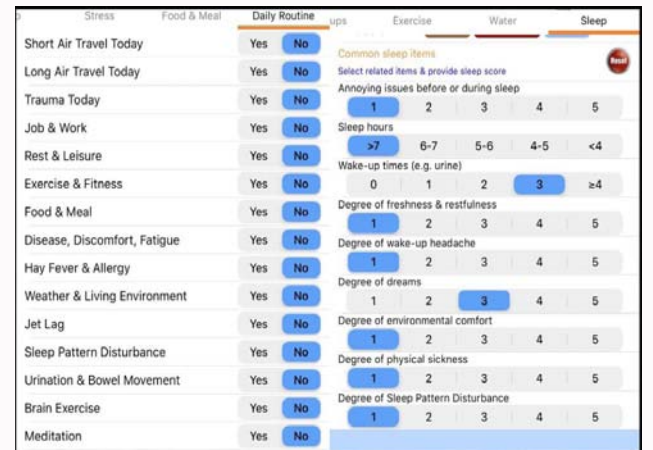 Stress Food & Meal Daily Routine
Short Air Travel Today Yes No
Long Air Travel Today Yes No
Trauma Today Yes No
Job & Work Yes No
Rest & Leisure Yes No
Exercise & Fitness Yes No
Food & Meal Yes No
Disease, Discomfort, Fatigue Yes No
Hay Fever & Allergy Yes No
Weather & Living Environment Yes No
Jet Lag Yes No
Sleep Pattern Disturbance Yes No
Urination & Bowel Movement Yes No
Brain Exercise Yes No
Meditation Yes No
ups Exercise Water Sleep
Common sleep items
Reset
Select related items & provide sleep score
Annoying issues before or during sleep
1 2 3 4 5
Sleep hours
>7 6-7 5-6 4-5 <4
Wake-up times (e.g. urine)
0 1 2 3 ≥4
Degree of freshness & restfulness
1 2 3 4 5
Degree of wake-up headache
1 2 3 4 5
Degree of dreams
1 2 3 4 5
Degree of environmental comfort
1 2 3 4 5
Degree of physical sickness
1 2 3 4 5
Degree of Sleep Pattern Disturbance
1 2 3 4 5